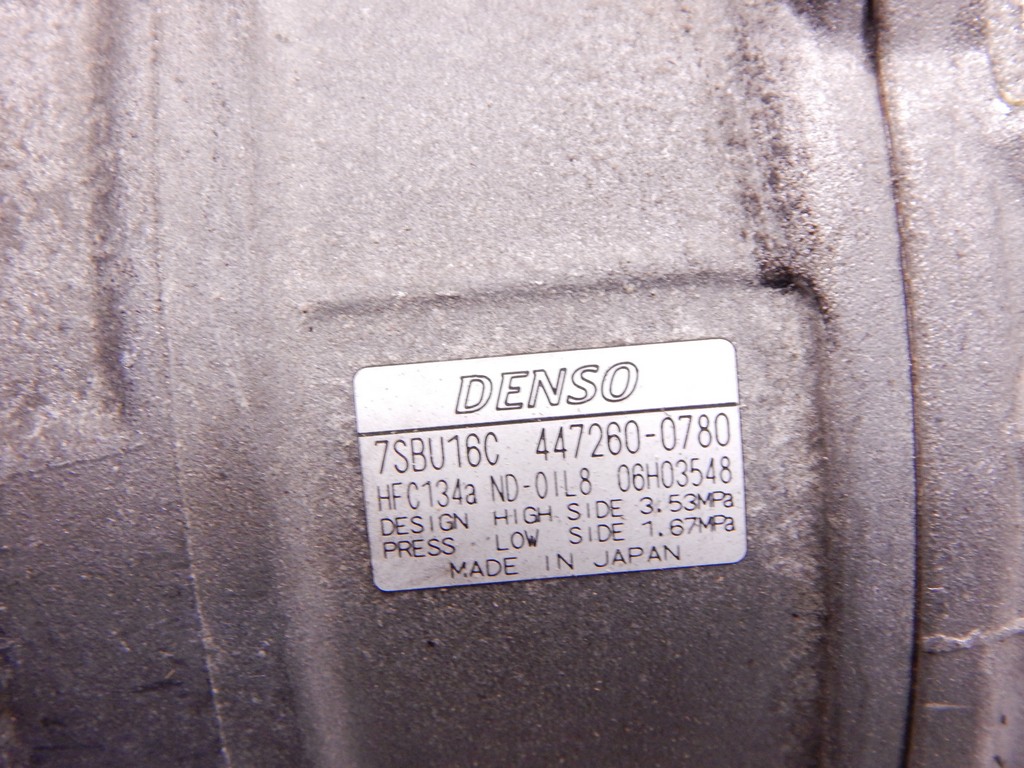 DENSO
7SBU16C 447260-0780
HFC134a ND-OIL8 06H03548
DESIGN HIGH SIDE 3.53MPa
PRESS. LOW SIDE 1.67MPa
MADE IN JAPAN